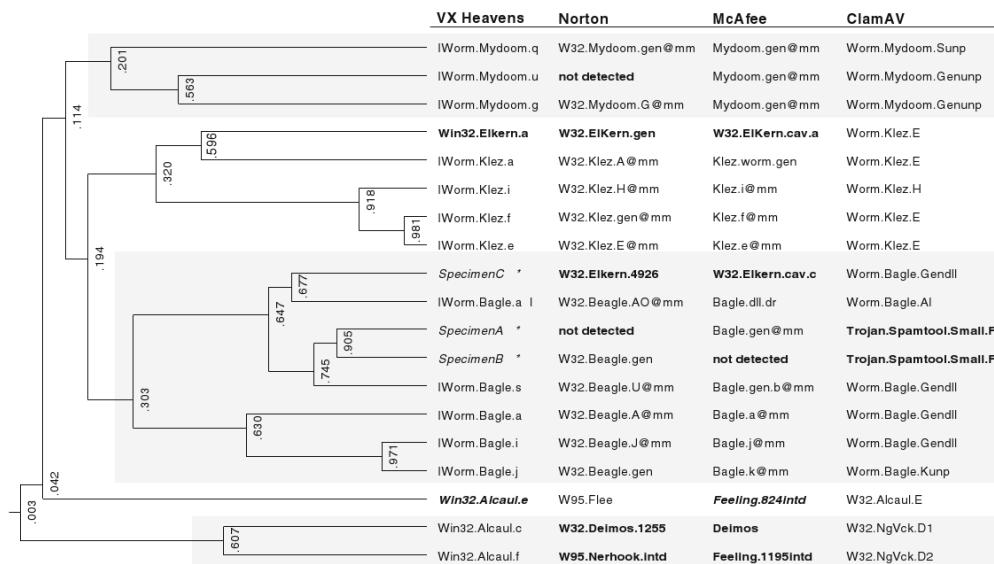 VX Heavens Norton McAfee ClamAV
.201 IWorm.Mydoom.q W32.Mydoom.gen@mm Mydoom.gen@mm Worm.Mydoom.Sunp
IWorm.Mydoom.u not detected Mydoom.gen@mm Worm.Mydoom.Genunp
.563 IWorm.Mydoom.g W32.Mydoom.G@mm Mydoom.gen@mm Worm.Mydoom.Genunp
.114
.596 Win32.Elkern.a W32.ElKern.gen W32.ElKern.cav.a Worm.Klez.E
.320 IWorm.Klez.a W32.Klez.A@mm Klez.worm.gen Worm.Klez.E
.918 IWorm.Klez.i W32.Klez.H@mm Klez.i@mm Worm.Klez.H
IWorm.Klez.f W32.Klez.gen@mm Klez.f@mm Worm.Klez.E
.981 IWorm.Klez.e W32.Klez.E@mm Klez.e@mm Worm.Klez.E
.194
.677 SpecimenC * W32.Elkern.4926 W32.Elkern.cav.c Worm.Bagle.Gendll
.647 IWorm.Bagle.a l W32.Beagle.AO@mm Bagle.dll.dr Worm.Bagle.AI
.905 SpecimenA * not detected Bagle.gen@mm Trojan.Spamtool.Small.F
.745 SpecimenB * W32.Beagle.gen not detected Trojan.Spamtool.Small.F
.303 IWorm.Bagle.s W32.Beagle.U@mm Bagle.gen.b@mm Worm.Bagle.Gendll
.630 IWorm.Bagle.a W32.Beagle.A@mm Bagle.a@mm Worm.Bagle.Gendll
.971 IWorm.Bagle.i W32.Beagle.J@mm Bagle.j@mm Worm.Bagle.Gendll
IWorm.Bagle.j W32.Beagle.gen Bagle.k@mm Worm.Bagle.Kunp
.042 Win32.Alcaul.e W95.Flee Feeling.824intd W32.Alcaul.E
.003 Win32.Alcaul.c W32.Deimos.1255 Deimos W32.NgVck.D1
.607 Win32.Alcaul.f W95.Nerhook.intd Feeling.1195intd W32.NgVck.D2